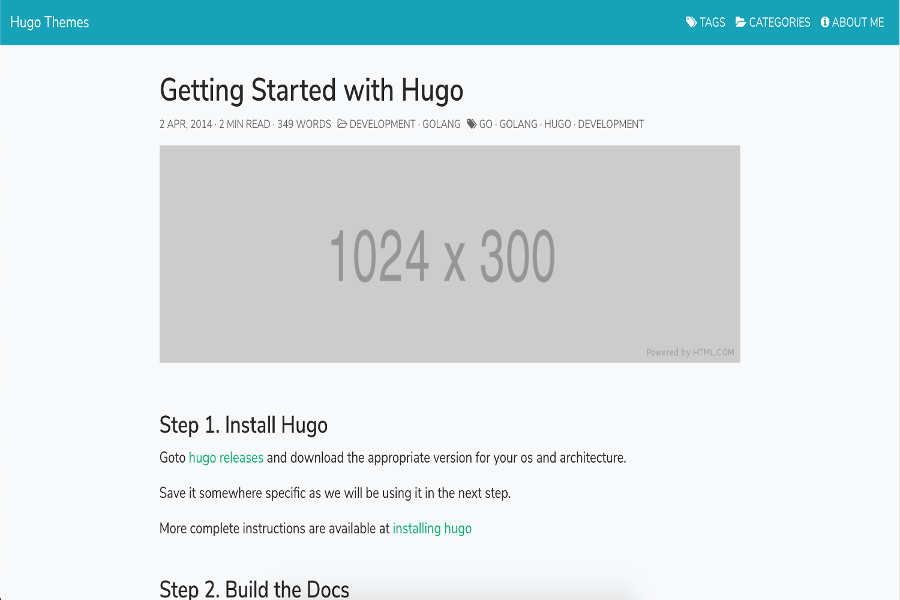 Hugo Themes
TAGS CATEGORIES ABOUT ME
Getting Started with Hugo
2 APR, 2014 · 2 MIN READ · 349 WORDS DEVELOPMENT · GOLANG GO · GOLANG · HUGO · DEVELOPMENT
1024 x 300
Powered by HTML.COM
Step 1. Install Hugo
Goto hugo releases and download the appropriate version for your os and architecture.
Save it somewhere specific as we will be using it in the next step.
More complete instructions are available at installing hugo
Step 2. Build the Docs